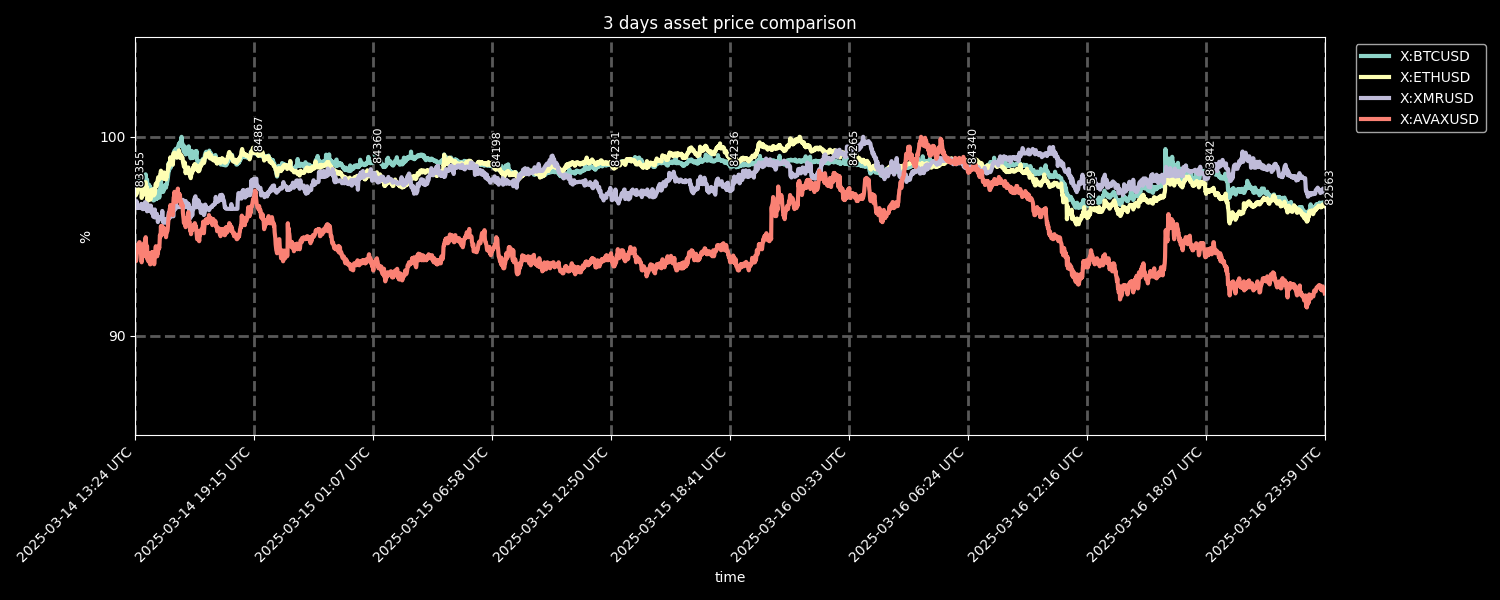 3 days asset price comparison
X:BTCUSD
X:ETHUSD
X:XMRUSD
X:AVAXUSD
%
100
90
83355
84867
84360
84198
84231
84236
84265
84340
82559
83842
82563
2025-03-14 13:24 UTC
2025-03-14 19:15 UTC
2025-03-15 01:07 UTC
2025-03-15 06:58 UTC
2025-03-15 12:50 UTC
2025-03-15 18:41 UTC
2025-03-16 00:33 UTC
2025-03-16 06:24 UTC
2025-03-16 12:16 UTC
2025-03-16 18:07 UTC
2025-03-16 23:59 UTC
time